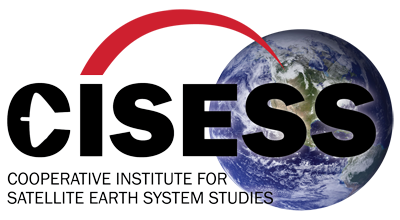 CISESS
COOPERATIVE INSTITUTE FOR
SATELLITE EARTH SYSTEM STUDIES